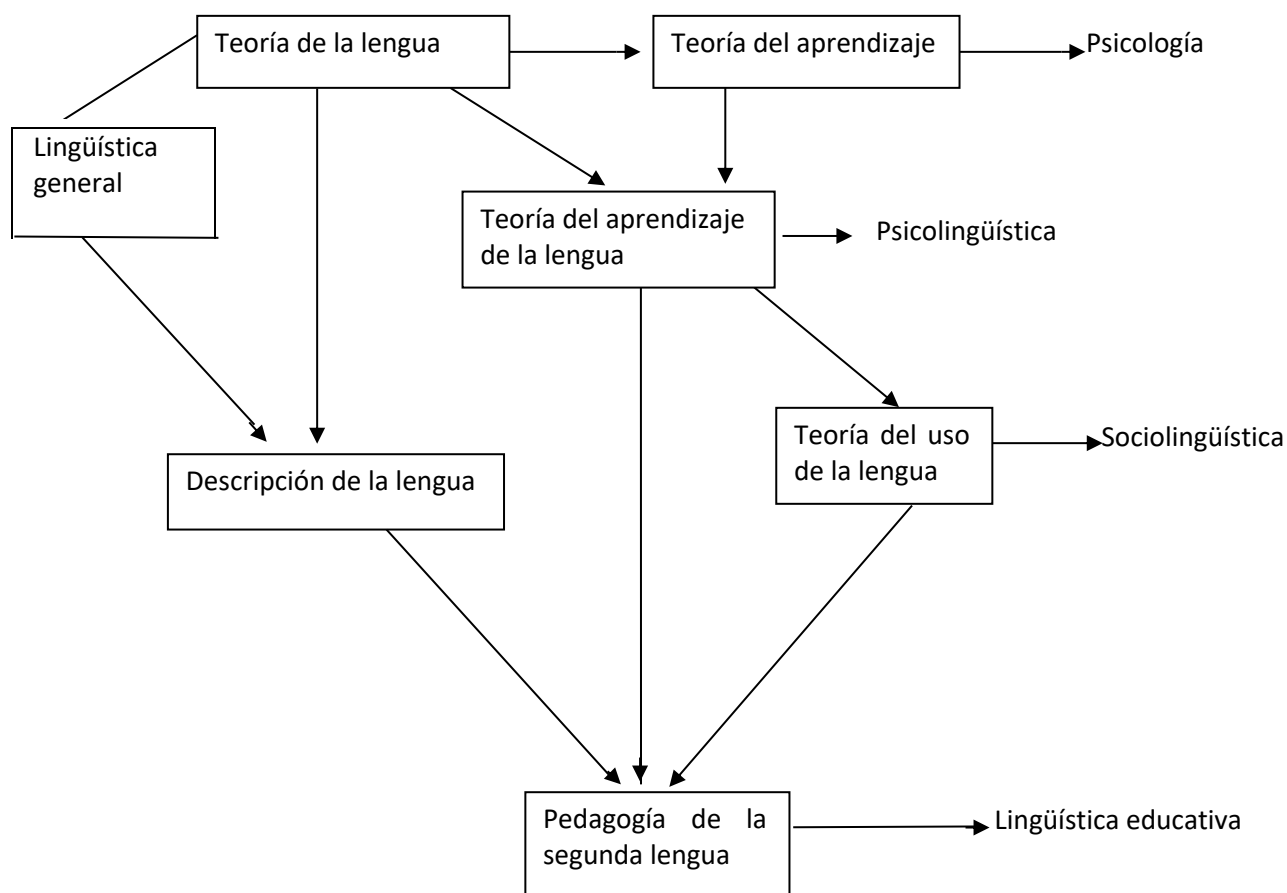 Teoría de la lengua
Teoría del aprendizaje
Psicología
Lingüística
general
Teoría del aprendizaje
de la lengua
Psicolingüística
Teoría del uso
de la lengua
Sociolingüística
Descripción de la lengua
Pedagogía de la
segunda lengua
Lingüística educativa